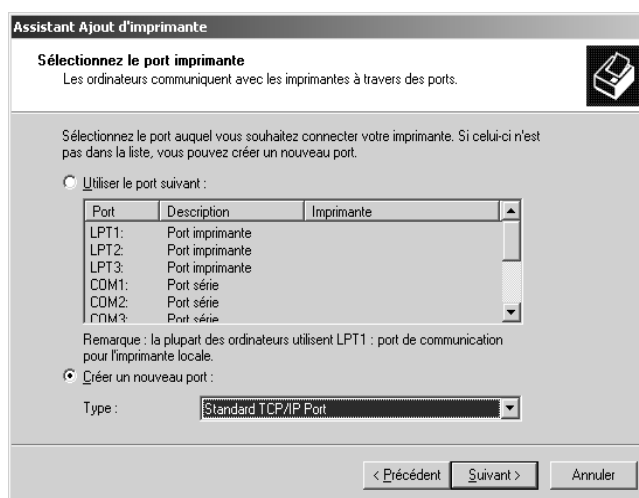 Assistant Ajout d'imprimante
Sélectionnez le port imprimante
Les ordinateurs communiquent avec les imprimantes à travers des ports.
Sélectionnez le port auquel vous souhaitez connecter votre imprimante. Si celui-ci n'est
pas dans la liste, vous pouvez créer un nouveau port.
Utiliser le port suivant :
Port Description Imprimante
LPT1: Port imprimante
LPT2: Port imprimante
LPT3: Port imprimante
COM1: Port série
COM2: Port série
COM3: Port série
Remarque : la plupart des ordinateurs utilisent LPT1 : port de communication
pour l'imprimante locale.
Créer un nouveau port :
Type : Standard TCP/IP Port
< Précédent Suivant > Annuler